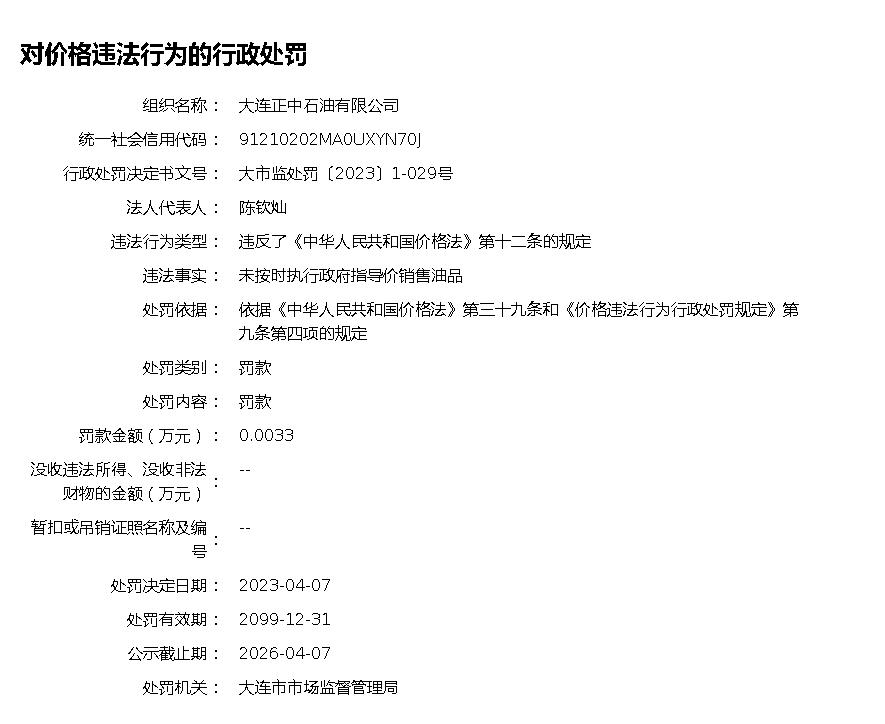 对价格违法行为的行政处罚
组织名称： 大连正中石油有限公司
统一社会信用代码： 91210202MA0UXYN70J
行政处罚决定书文号： 大市监处罚〔2023〕1-029号
法人代表人： 陈钦灿
违法行为类型： 违反了《中华人民共和国价格法》第十二条的规定
违法事实： 未按时执行政府指导价销售油品
处罚依据： 依据《中华人民共和国价格法》第三十九条和《价格违法行为行政处罚规定》第
九条第四项的规定
处罚类别： 罚款
处罚内容： 罚款
罚款金额（万元）： 0.0033
没收违法所得、没收非法
财物的金额（万元）： --
暂扣或吊销证照名称及编
号： --
处罚决定日期： 2023-04-07
处罚有效期： 2099-12-31
公示截止期： 2026-04-07
处罚机关： 大连市市场监督管理局